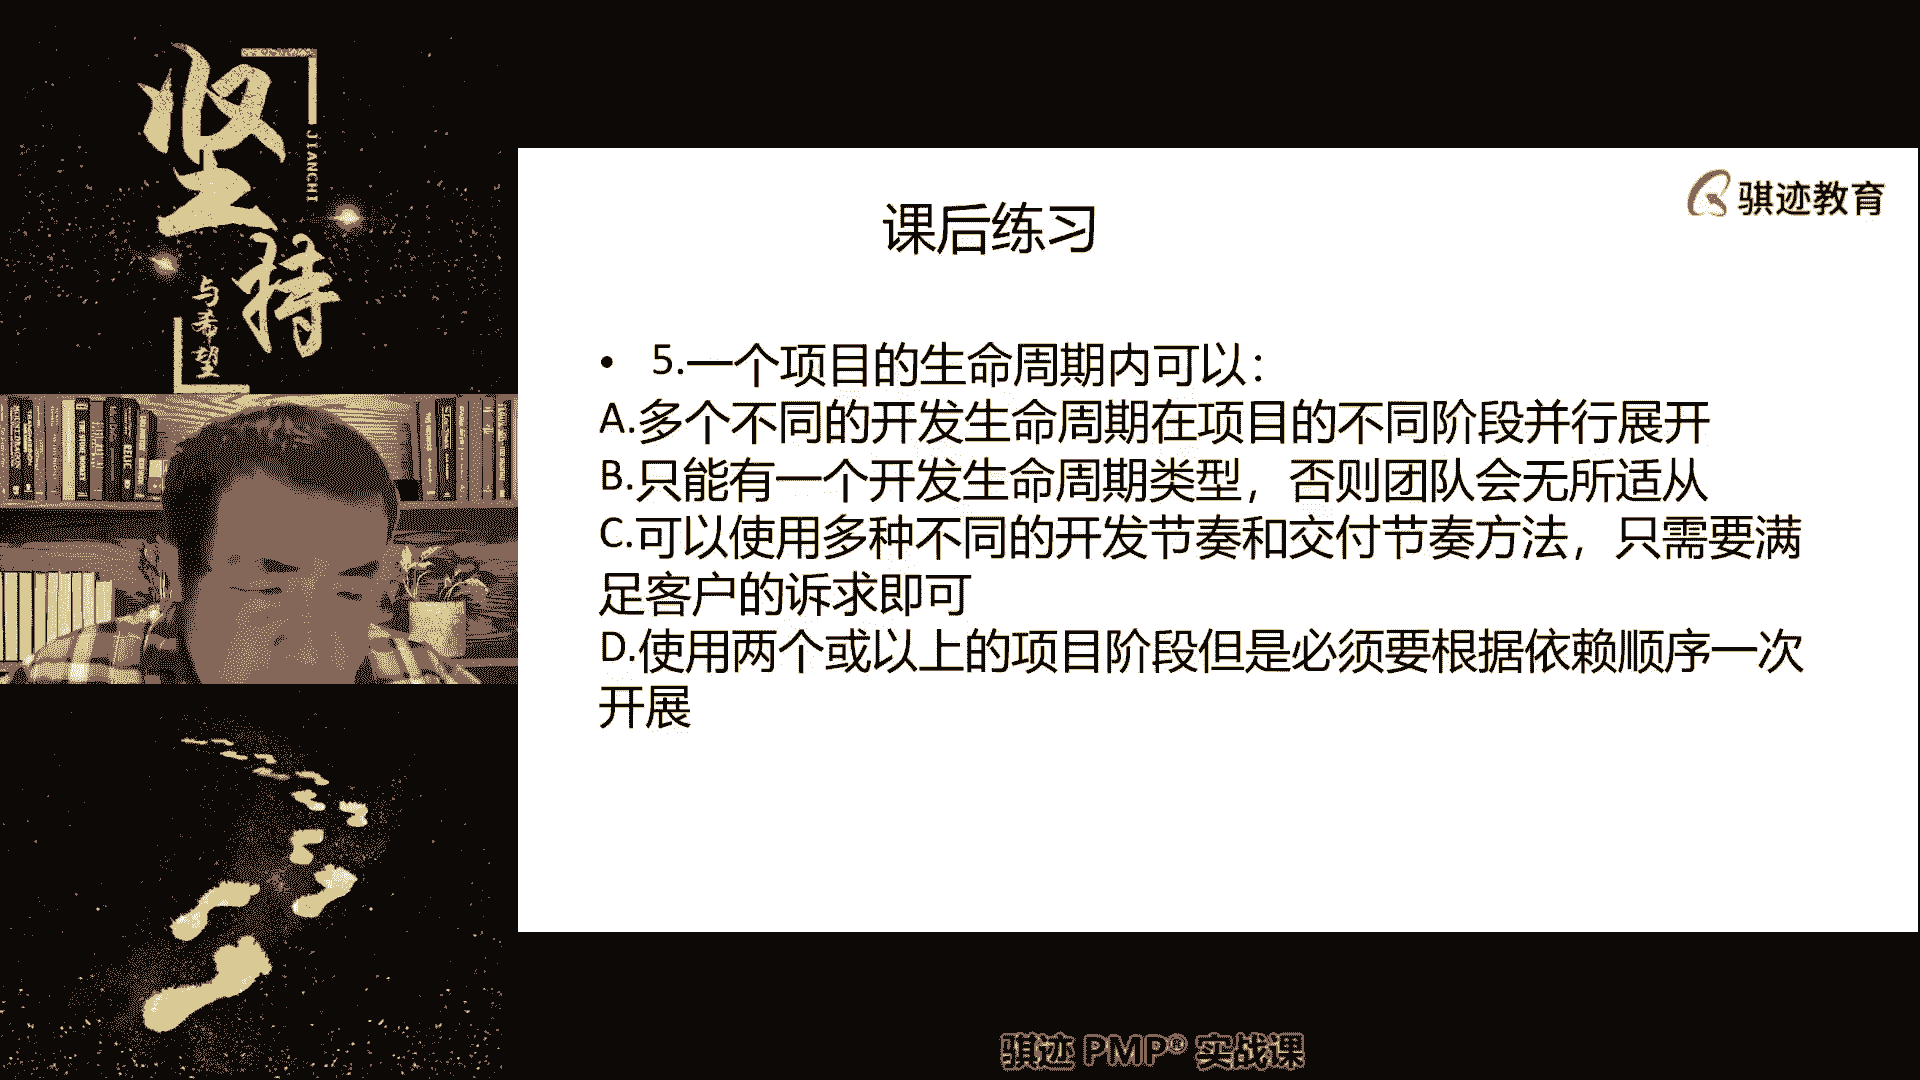 坚持
JIANCHI
与希望
骐迹教育
课后练习
• 5.一个项目的生命周期内可以：
A.多个不同的开发生命周期在项目的不同阶段并行展开
B.只能有一个开发生命周期类型，否则团队会无所适从
C.可以使用多种不同的开发节奏和交付节奏方法，只需要满
足客户的诉求即可
D.使用两个或以上的项目阶段但是必须要根据依赖顺序一次
开展
骐迹 PMP® 实战课